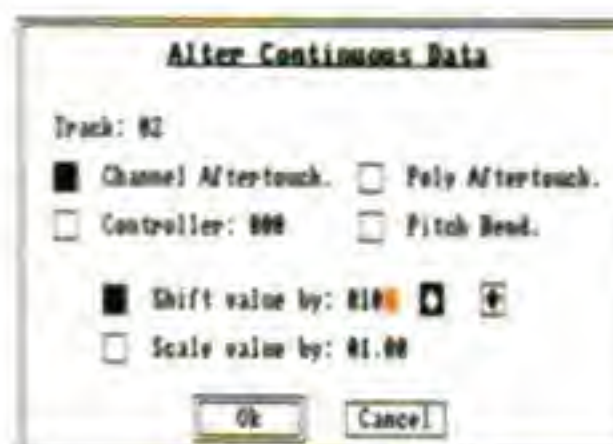 Alter Continuous Data
Track: 02
Channel Aftertouch. Poly Aftertouch.
Controller: 000 Pitch Bend.
Shift value by:
Scale value by: 01.00
Ok Cancel